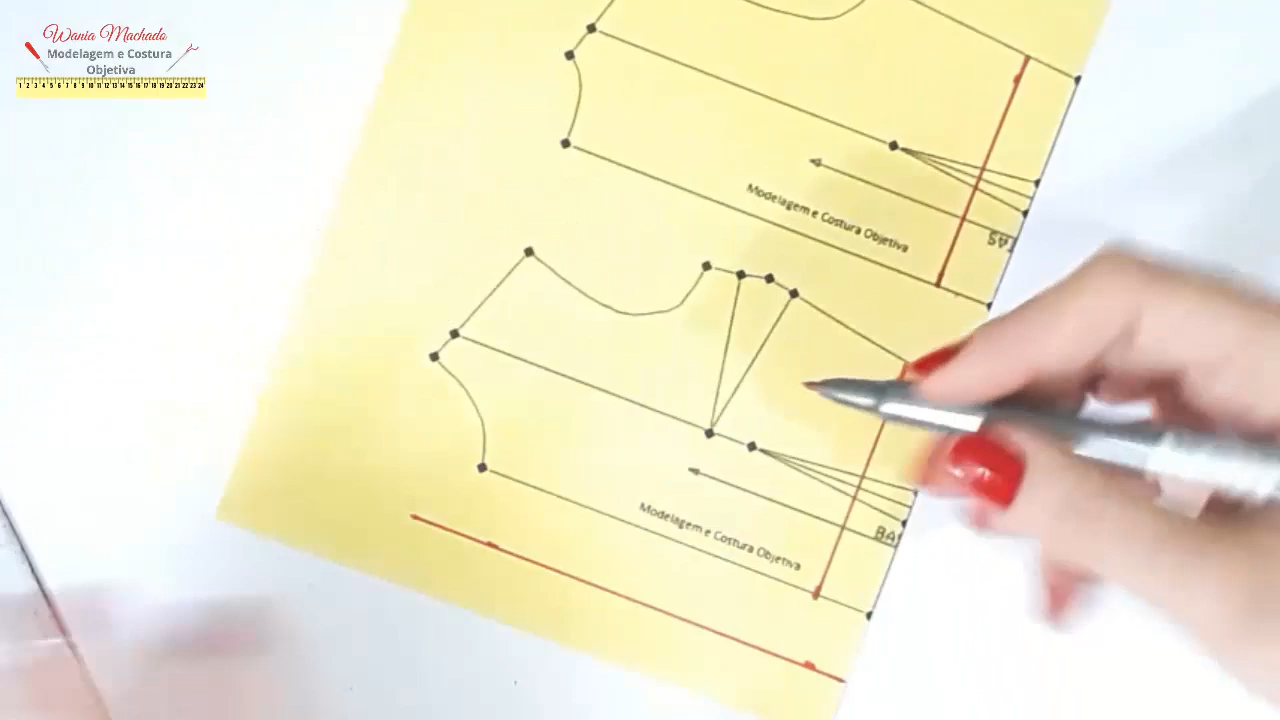 Wania Machado
Modelagem e Costura
Objetiva
1 2 3 4 5 6 7 8 9 10 11 12 13 14 15 16 17 18 19 20 21 22 23 24
Modelagem e Costura Objetiva
Modelagem e Costura Objetiva